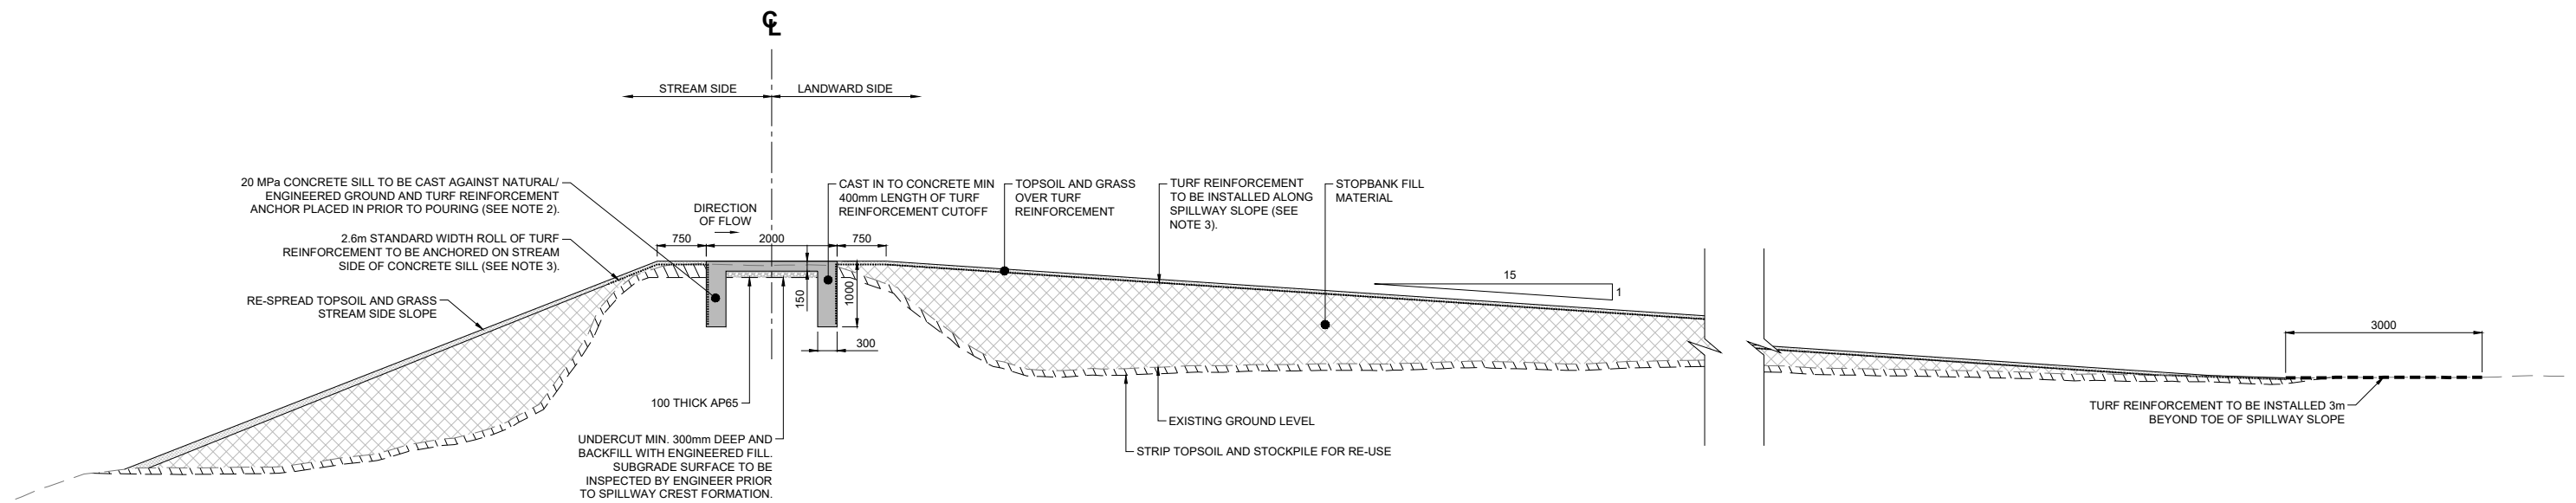 ℄
STREAM SIDE
LANDWARD SIDE
20 MPa CONCRETE SILL TO BE CAST AGAINST NATURAL/
ENGINEERED GROUND AND TURF REINFORCEMENT
ANCHOR PLACED IN PRIOR TO POURING (SEE NOTE 2).
2.6m STANDARD WIDTH ROLL OF TURF
REINFORCEMENT TO BE ANCHORED ON STREAM
SIDE OF CONCRETE SILL (SEE NOTE 3).
RE-SPREAD TOPSOIL AND GRASS
STREAM SIDE SLOPE
DIRECTION
OF FLOW
750
2000
750
CAST IN TO CONCRETE MIN
400mm LENGTH OF TURF
REINFORCEMENT CUTOFF
TOPSOIL AND GRASS
OVER TURF
REINFORCEMENT
TURF REINFORCEMENT
TO BE INSTALLED ALONG
SPILLWAY SLOPE (SEE
NOTE 3).
STOPBANK FILL
MATERIAL
150
1000
300
15
1
3000
100 THICK AP65
UNDERCUT MIN. 300mm DEEP AND
BACKFILL WITH ENGINEERED FILL.
SUBGRADE SURFACE TO BE
INSPECTED BY ENGINEER PRIOR
TO SPILLWAY CREST FORMATION.
EXISTING GROUND LEVEL
STRIP TOPSOIL AND STOCKPILE FOR RE-USE
TURF REINFORCEMENT TO BE INSTALLED 3m
BEYOND TOE OF SPILLWAY SLOPE